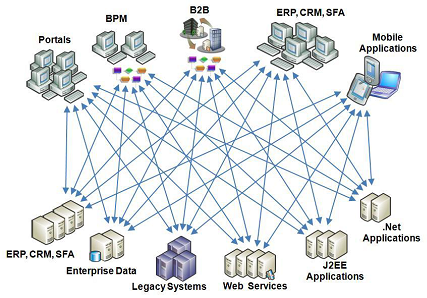 Portals
BPM
B2B
ERP, CRM, SFA
Mobile
Applications
ERP, CRM, SFA
Enterprise Data
Legacy Systems
Web Services
J2EE
Applications
.Net
Applications